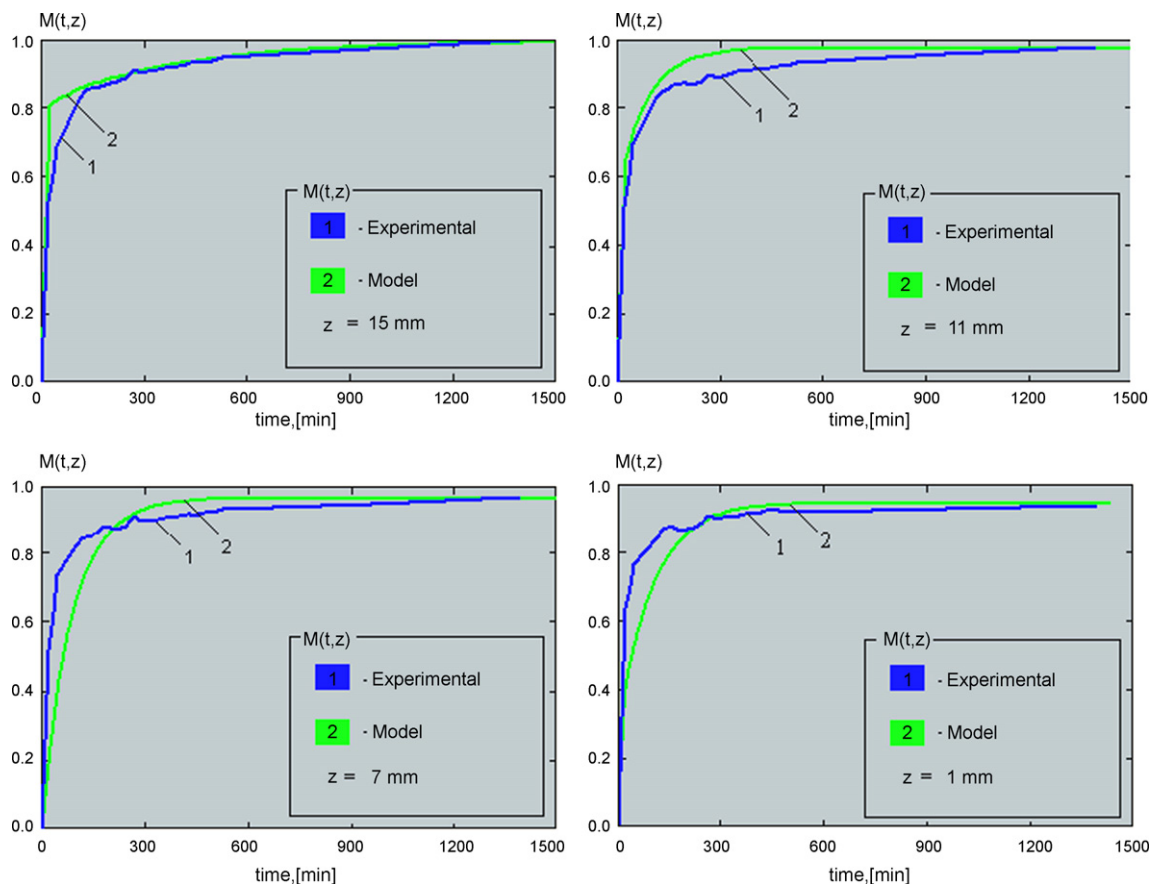 M(t,z)
1.0
0.8
0.6
0.4
0.2
0.0
1
2
M(t,z)
1 - Experimental
2 - Model
z = 15 mm
0 300 600 900 1200 1500
time,[min]
M(t,z)
1.0
0.8
0.6
0.4
0.2
0.0
1
2
M(t,z)
1 - Experimental
2 - Model
z = 11 mm
0 300 600 900 1200 1500
time,[min]
M(t,z)
1.0
0.8
0.6
0.4
0.2
0.0
1
2
M(t,z)
1 - Experimental
2 - Model
z = 7 mm
0 300 600 900 1200 1500
time,[min]
M(t,z)
1.0
0.8
0.6
0.4
0.2
0.0
1
2
M(t,z)
1 - Experimental
2 - Model
z = 1 mm
0 300 600 900 1200 1500
time,[min]